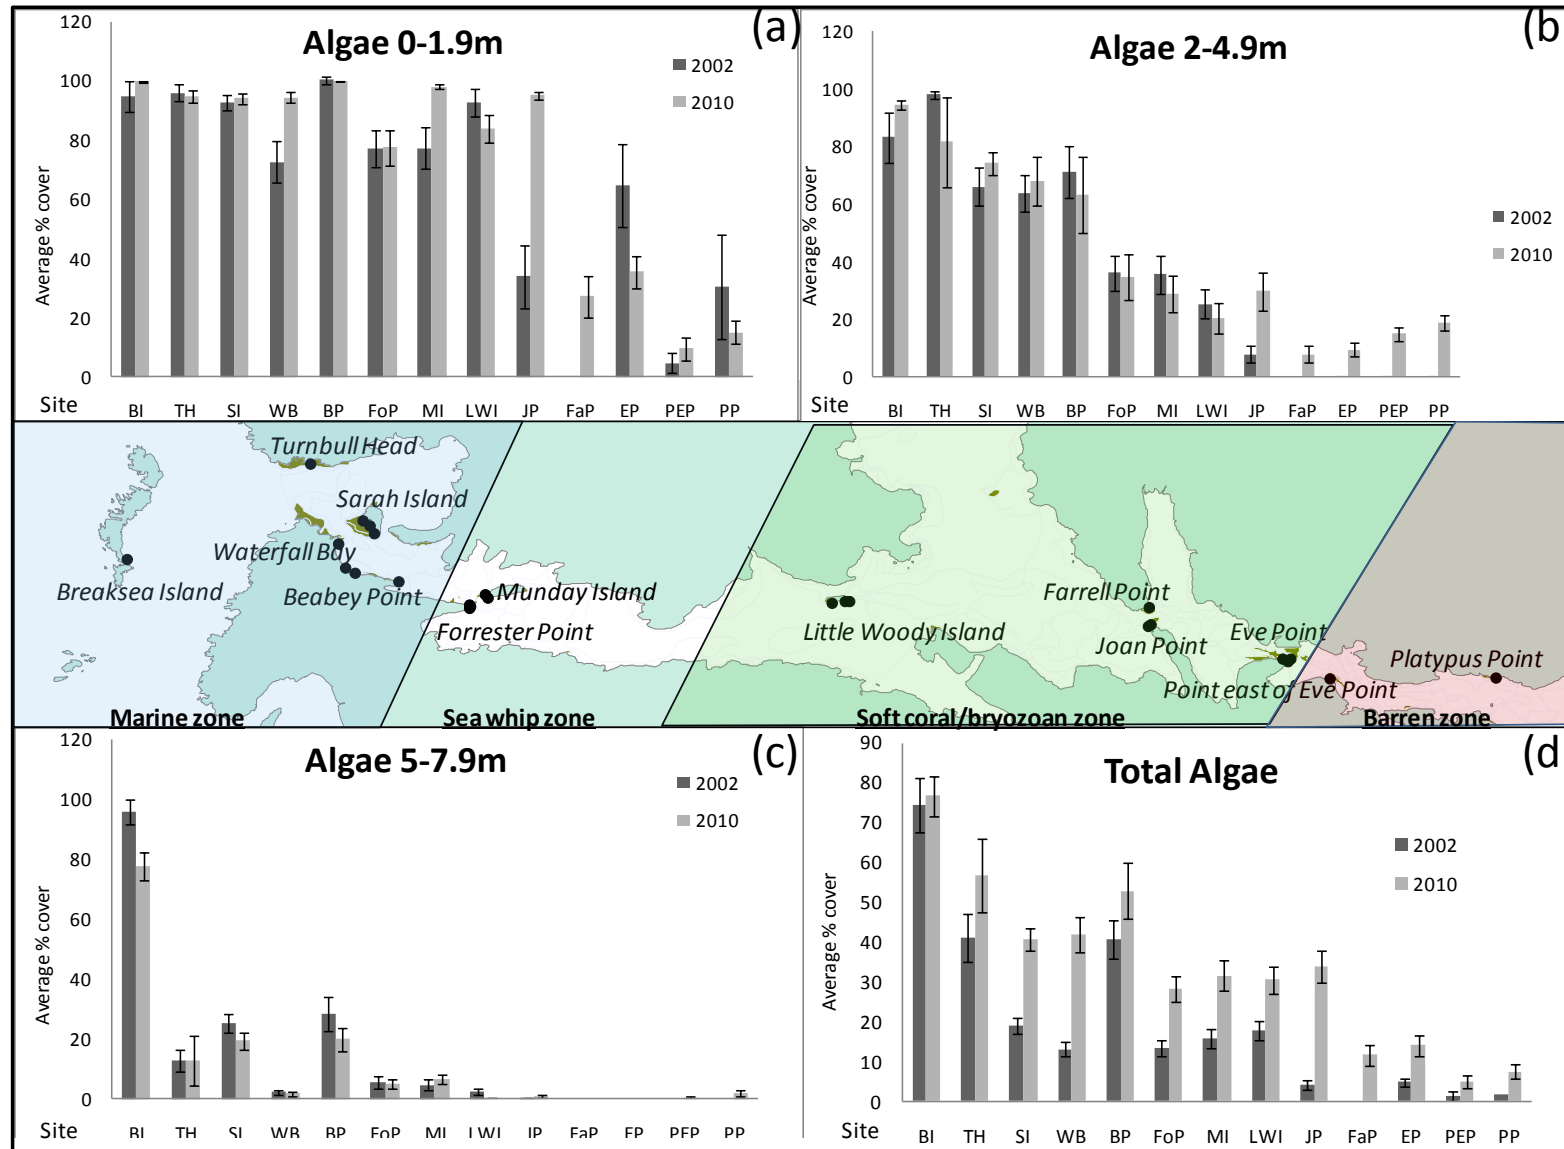 Algae 0-1.9m
(a)
2002
2010
Average % cover
120
100
80
60
40
20
0
Site
BI TH SI WB BP FoP MI LWI JP FaP EP PEP PP
Algae 2-4.9m
(b)
2002
2010
Average % cover
120
100
80
60
40
20
0
BI TH SI WB BP FoP MI LWI JP FaP EP PEP PP
Turnbull Head
Sarah Island
Waterfall Bay
Breaksea Island
Beabey Point
Munday Island
Forrester Point
Little Woody Island
Farrell Point
Joan Point
Eve Point
Platypus Point
Point east of Eve Point
Marine zone
Sea whip zone
Soft coral/bryozoan zone
Barren zone
Algae 5-7.9m
(c)
2002
2010
Average % cover
120
100
80
60
40
20
0
Site
BI TH SI WB BP FoP MI LWI JP FaP EP PEP PP
Total Algae
(d)
2002
2010
Average % cover
90
80
70
60
50
40
30
20
10
0
Site
BI TH SI WB BP FoP MI LWI JP FaP EP PEP PP